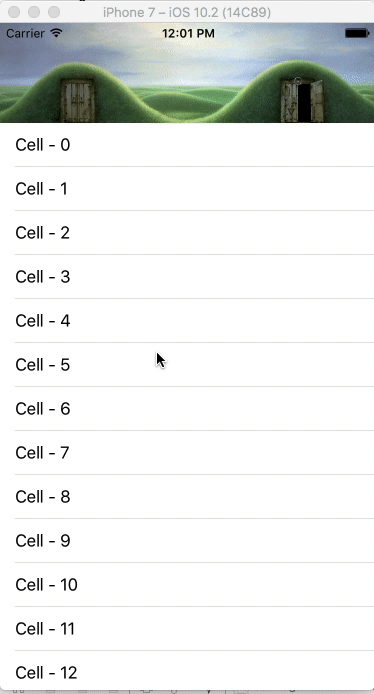 iPhone 7 – iOS 10.2 (14C89)
Carrier 12:01 PM
Cell - 0
Cell - 1
Cell - 2
Cell - 3
Cell - 4
Cell - 5
Cell - 6
Cell - 7
Cell - 8
Cell - 9
Cell - 10
Cell - 11
Cell - 12